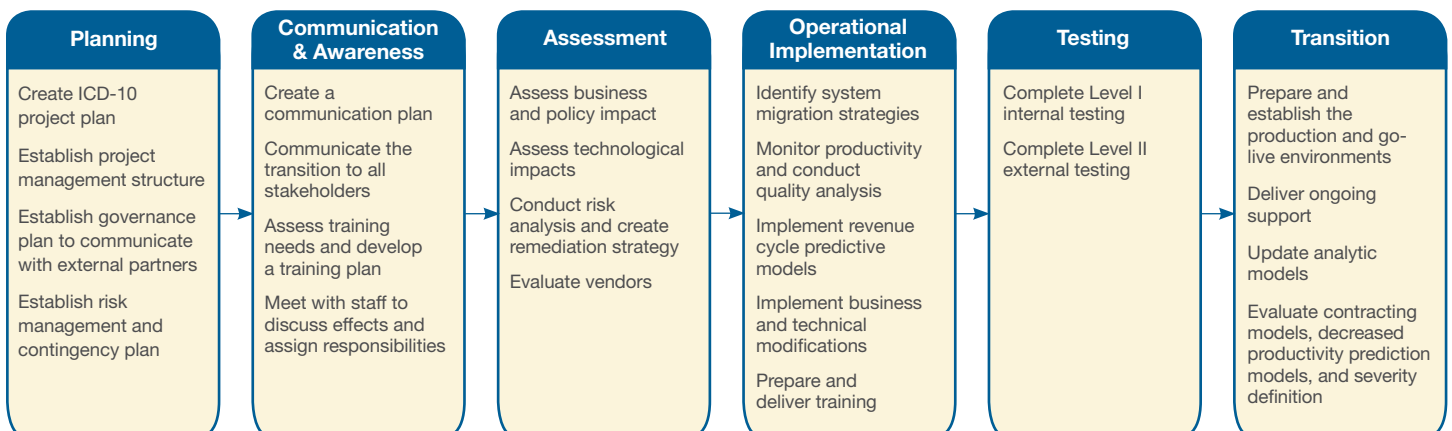 Planning
Create ICD-10
project plan
Establish project
management structure
Establish governance
plan to communicate
with external partners
Establish risk
management and
contingency plan
Communication
& Awareness
Create a
communication plan
Communicate the
transition to all
stakeholders
Assess training
needs and develop
a training plan
Meet with staff to
discuss effects and
assign responsibilities
Assessment
Assess business
and policy impact
Assess technological
impacts
Conduct risk
analysis and create
remediation strategy
Evaluate vendors
Operational
Implementation
Identify system
migration strategies
Monitor productivity
and conduct
quality analysis
Implement revenue
cycle predictive
models
Implement business
and technical
modifications
Prepare and
deliver training
Testing
Complete Level I
internal testing
Complete Level II
external testing
Transition
Prepare and
establish the
production and go-
live environments
Deliver ongoing
support
Update analytic
models
Evaluate contracting
models, decreased
productivity prediction
models, and severity
definition